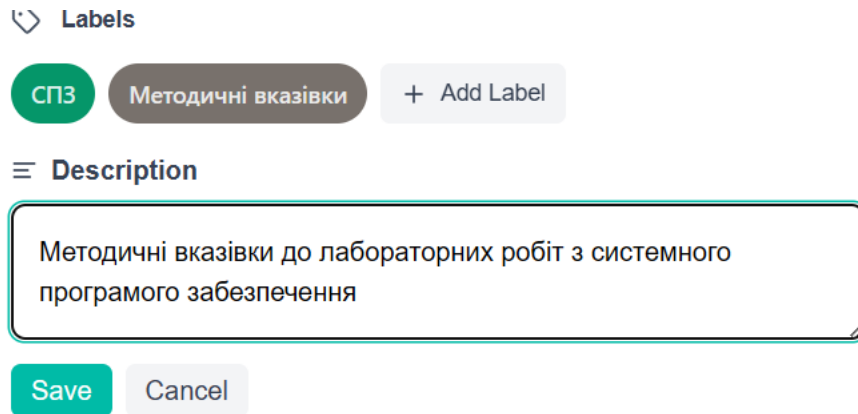 Labels
СПЗ Методичні вказівки + Add Label
Description
Методичні вказівки до лабораторних робіт з системного
програмого забезпечення
Save Cancel